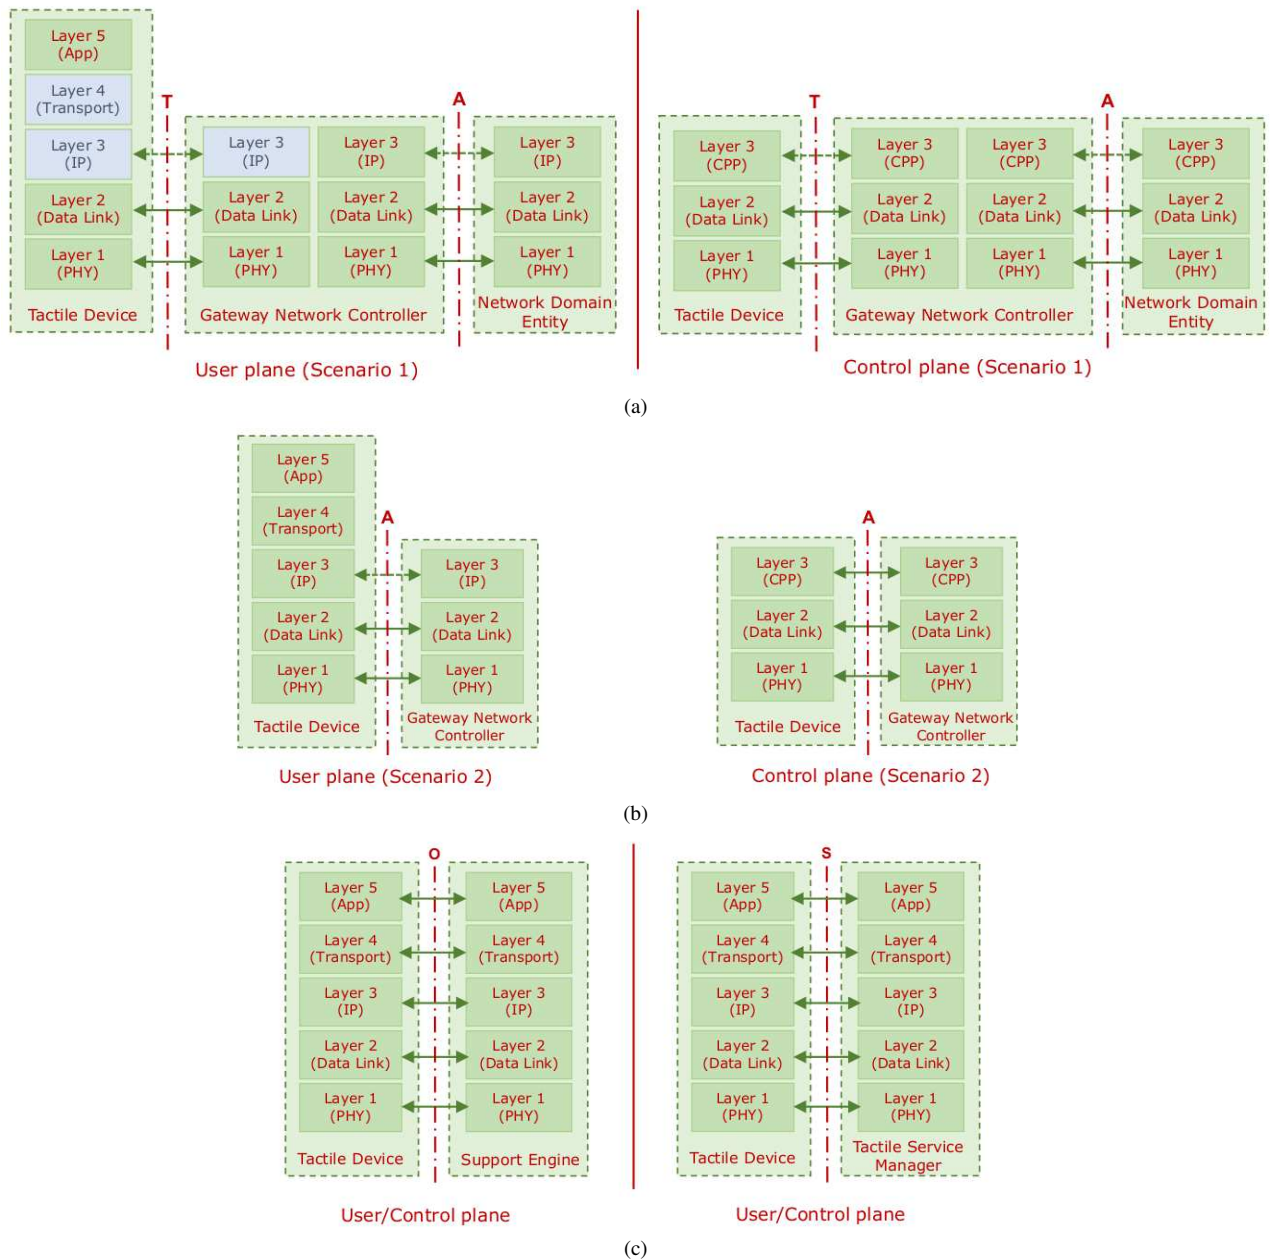 Layer 5
(App)
Layer 4
(Transport)
Layer 3
(IP)
Layer 2
(Data Link)
Layer 1
(PHY)
Tactile Device
T
Layer 3
(IP)
Layer 2
(Data Link)
Layer 1
(PHY)
Layer 3
(IP)
Layer 2
(Data Link)
Layer 1
(PHY)
Gateway Network Controller
A
Layer 3
(IP)
Layer 2
(Data Link)
Layer 1
(PHY)
Network Domain
Entity
User plane (Scenario 1)
Layer 3
(CPP)
Layer 2
(Data Link)
Layer 1
(PHY)
Tactile Device
T
Layer 3
(CPP)
Layer 2
(Data Link)
Layer 1
(PHY)
Layer 3
(CPP)
Layer 2
(Data Link)
Layer 1
(PHY)
Gateway Network Controller
A
Layer 3
(CPP)
Layer 2
(Data Link)
Layer 1
(PHY)
Network Domain
Entity
Control plane (Scenario 1)
(a)
Layer 5
(App)
Layer 4
(Transport)
Layer 3
(IP)
Layer 2
(Data Link)
Layer 1
(PHY)
Tactile Device
A
Layer 3
(IP)
Layer 2
(Data Link)
Layer 1
(PHY)
Gateway Network
Controller
User plane (Scenario 2)
Layer 3
(CPP)
Layer 2
(Data Link)
Layer 1
(PHY)
Tactile Device
A
Layer 3
(CPP)
Layer 2
(Data Link)
Layer 1
(PHY)
Gateway Network
Controller
Control plane (Scenario 2)
(b)
Layer 5
(App)
Layer 4
(Transport)
Layer 3
(IP)
Layer 2
(Data Link)
Layer 1
(PHY)
Tactile Device
O
Layer 5
(App)
Layer 4
(Transport)
Layer 3
(IP)
Layer 2
(Data Link)
Layer 1
(PHY)
Support Engine
User/Control plane
Layer 5
(App)
Layer 4
(Transport)
Layer 3
(IP)
Layer 2
(Data Link)
Layer 1
(PHY)
Tactile Device
S
Layer 5
(App)
Layer 4
(Transport)
Layer 3
(IP)
Layer 2
(Data Link)
Layer 1
(PHY)
Tactile Service
Manager
User/Control plane
(c)